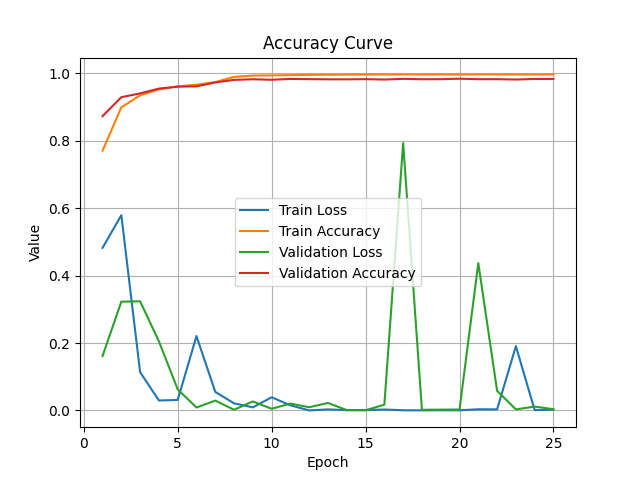 Accuracy Curve
1.0
0.8
0.6
0.4
0.2
0.0
Value
Train Loss
Train Accuracy
Validation Loss
Validation Accuracy
0 5 10 15 20 25
Epoch